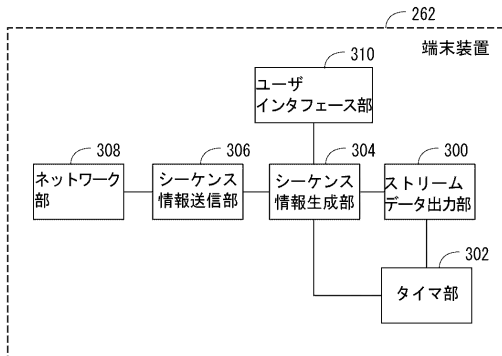 262
端末装置
310
ユーザ
インタフェース部
308
ネットワーク
部
306
シーケンス
情報送信部
304
シーケンス
情報生成部
300
ストリーム
データ出力部
302
タイマ部